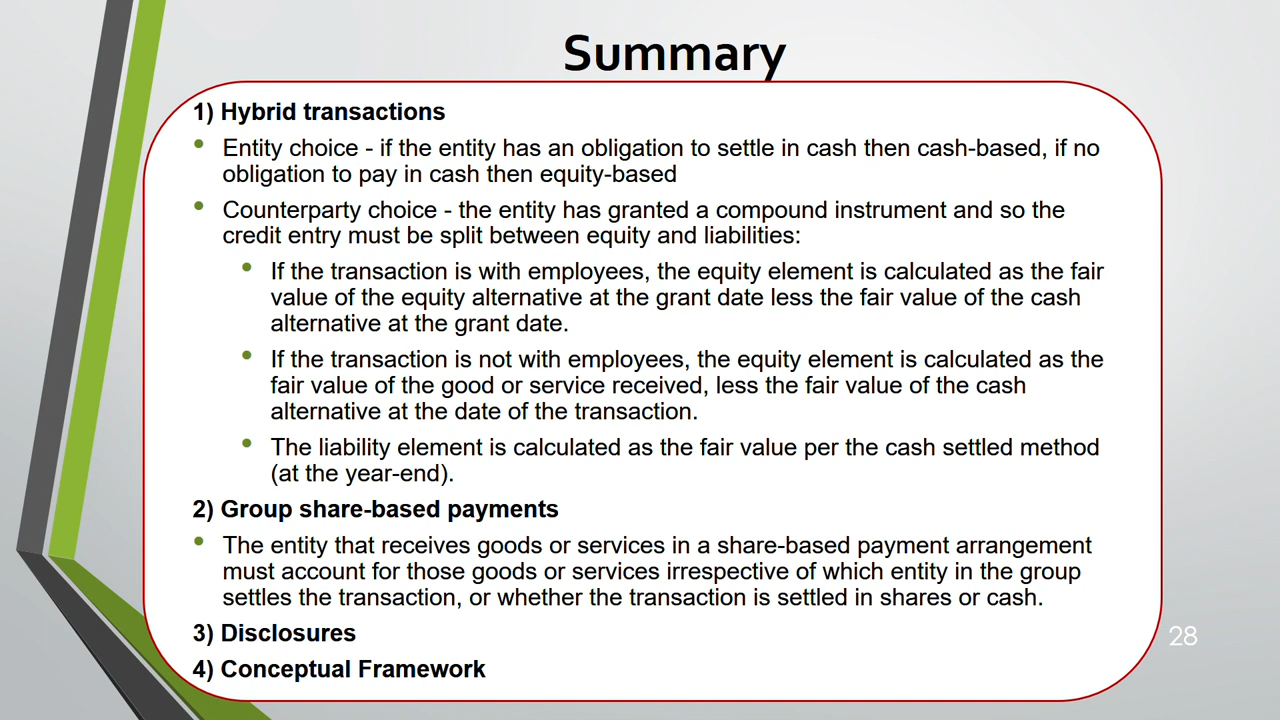 Summary
1) Hybrid transactions
• Entity choice - if the entity has an obligation to settle in cash then cash-based, if no
obligation to pay in cash then equity-based
• Counterparty choice - the entity has granted a compound instrument and so the
credit entry must be split between equity and liabilities:
• If the transaction is with employees, the equity element is calculated as the fair
value of the equity alternative at the grant date less the fair value of the cash
alternative at the grant date.
• If the transaction is not with employees, the equity element is calculated as the
fair value of the good or service received, less the fair value of the cash
alternative at the date of the transaction.
• The liability element is calculated as the fair value per the cash settled method
(at the year-end).
2) Group share-based payments
• The entity that receives goods or services in a share-based payment arrangement
must account for those goods or services irrespective of which entity in the group
settles the transaction, or whether the transaction is settled in shares or cash.
3) Disclosures
4) Conceptual Framework
28